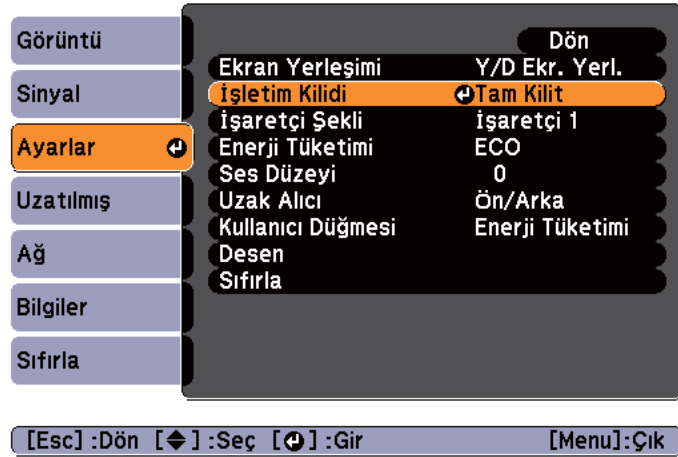 Görüntü
Sinyal
Ayarlar
Uzatılmış
Ağ
Bilgiler
Sıfırla
Dön
Ekran Yerleşimi Y/D Ekr. Yerl.
İşletim Kilidi Tam Kilit
İşaretçi Şekli İşaretçi 1
Enerji Tüketimi ECO
Ses Düzeyi 0
Uzak Alıcı Ön/Arka
Kullanıcı Düğmesi Enerji Tüketimi
Desen
Sıfırla
[Esc] :Dön [◆] :Seç [↵] :Gir [Menu]:Çık